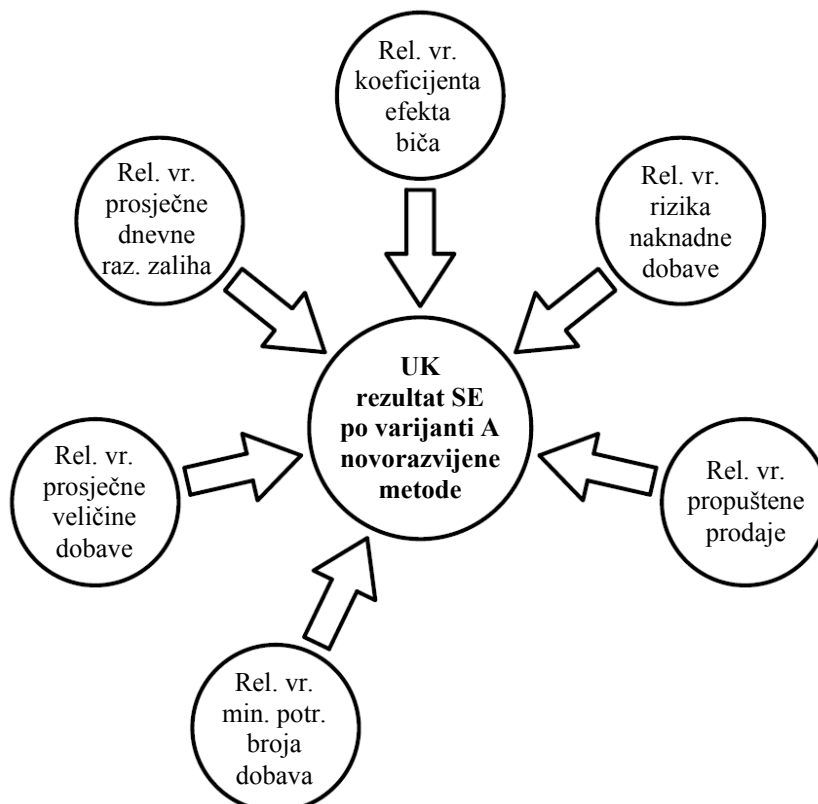 Rel. vr.
koeficijenta
efekta
biča
Rel. vr.
prosječne
dnevne
raz. zaliha
Rel. vr.
rizika
naknadne
dobave
UK
rezultat SE
po varijanti A
novorazvijene
metode
Rel. vr.
prosječne
veličine
dobave
Rel. vr.
propuštene
prodaje
Rel. vr.
min. potr.
broja
dobava